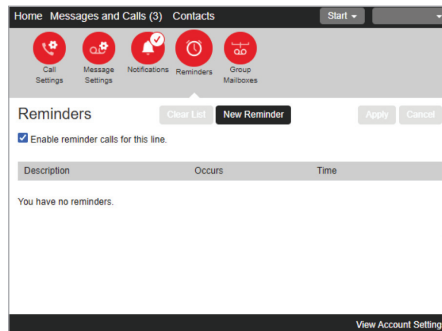 Home Messages and Calls (3) Contacts Start
Call Settings Message Settings Notifications Reminders Group Mailboxes
Reminders Clear List New Reminder Apply Cancel
Enable reminder calls for this line.
Description Occurs Time
You have no reminders.
View Account Setting